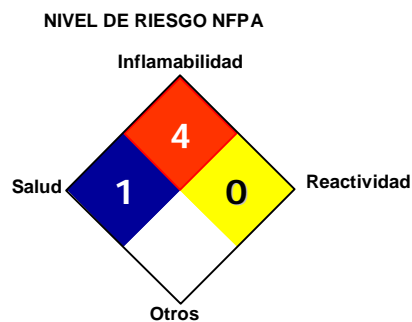 NIVEL DE RIESGO NFPA
Inflamabilidad
4
Salud
1
0
Reactividad
Otros